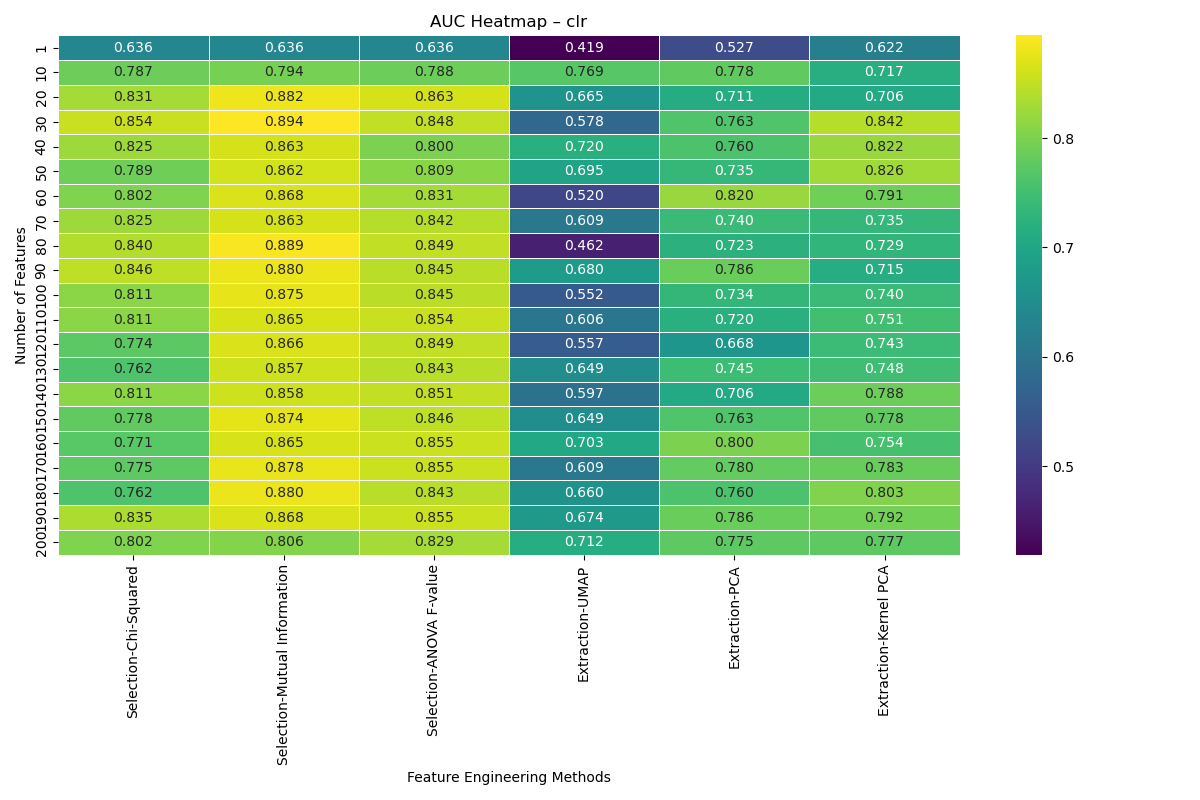 AUC Heatmap – clr
Number of Features
1 0.636 0.636 0.636 0.419 0.527 0.622
10 0.787 0.794 0.788 0.769 0.778 0.717
20 0.831 0.882 0.863 0.665 0.711 0.706
30 0.854 0.894 0.848 0.578 0.763 0.842
40 0.825 0.863 0.800 0.720 0.760 0.822
50 0.789 0.862 0.809 0.695 0.735 0.826
60 0.802 0.868 0.831 0.520 0.820 0.791
70 0.825 0.863 0.842 0.609 0.740 0.735
80 0.840 0.889 0.849 0.462 0.723 0.729
90 0.846 0.880 0.845 0.680 0.786 0.715
100 0.811 0.875 0.845 0.552 0.734 0.740
110 0.811 0.865 0.854 0.606 0.720 0.751
120 0.774 0.866 0.849 0.557 0.668 0.743
130 0.762 0.857 0.843 0.649 0.745 0.748
140 0.811 0.858 0.851 0.597 0.706 0.788
150 0.778 0.874 0.846 0.649 0.763 0.778
160 0.771 0.865 0.855 0.703 0.800 0.754
170 0.775 0.878 0.855 0.609 0.780 0.783
180 0.762 0.880 0.843 0.660 0.760 0.803
190 0.835 0.868 0.855 0.674 0.786 0.792
200 0.802 0.806 0.829 0.712 0.775 0.777
Selection-Chi-Squared
Selection-Mutual Information
Selection-ANOVA F-value
Extraction-UMAP
Extraction-PCA
Extraction-Kernel PCA
Feature Engineering Methods
0.8
0.7
0.6
0.5